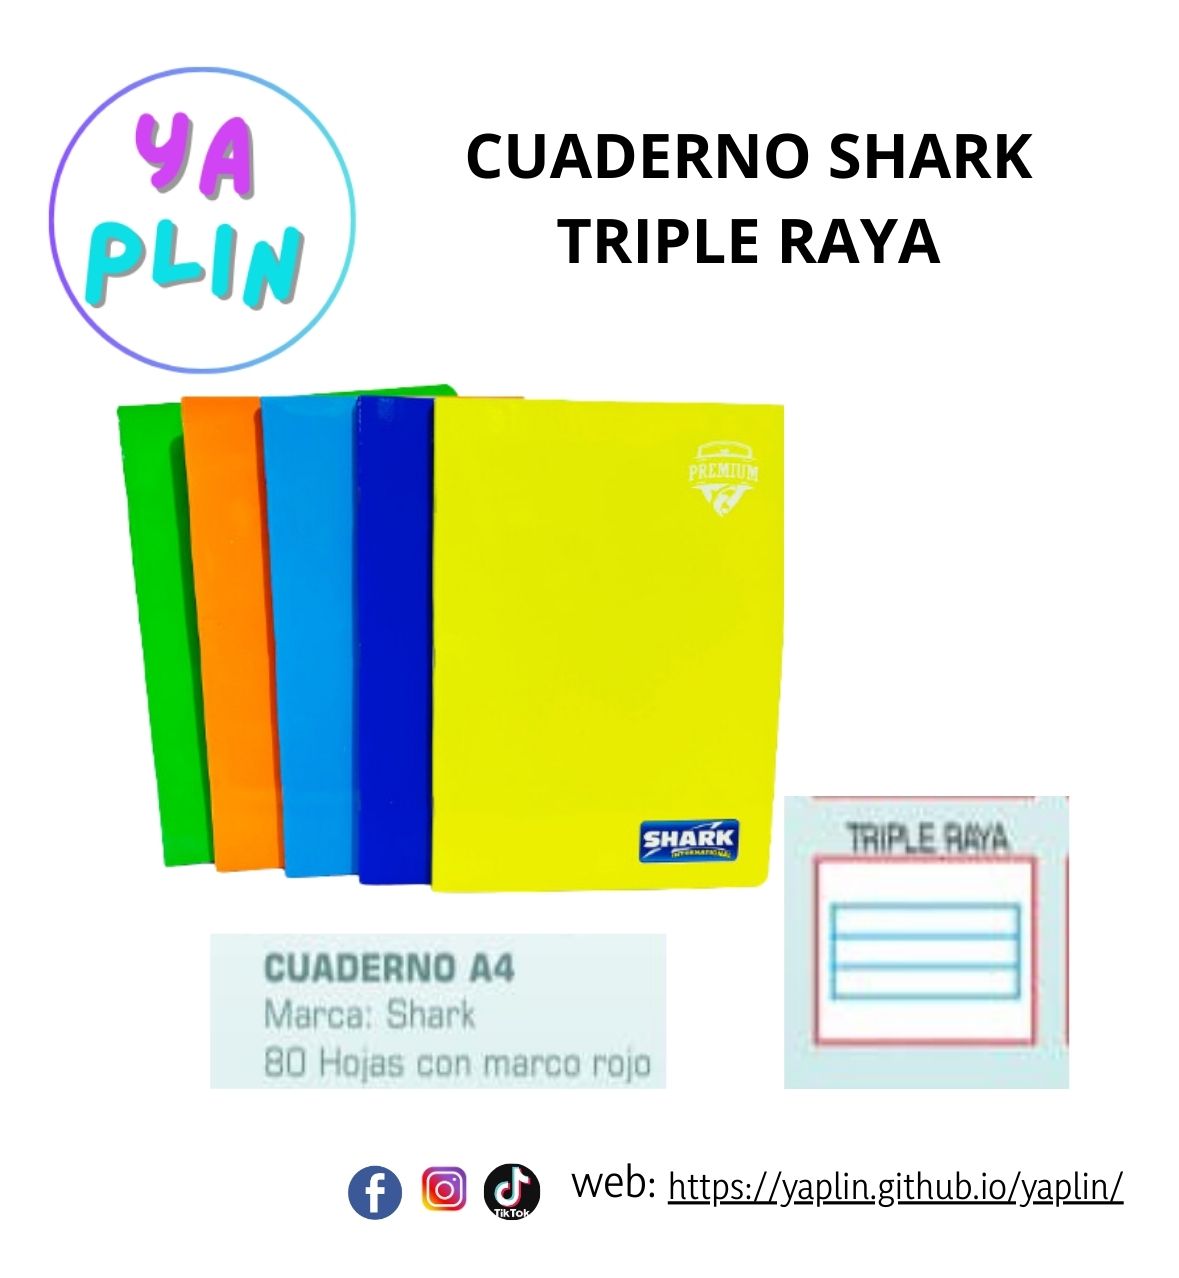 YA
PLIN
CUADERNO SHARK
TRIPLE RAYA
PREMIUM
SHARK
INTERNATIONAL
TRIPLE RAYA
CUADERNO A4
Marca: Shark
80 Hojas con marco rojo
TikTok
web: https://yaplin.github.io/yaplin/